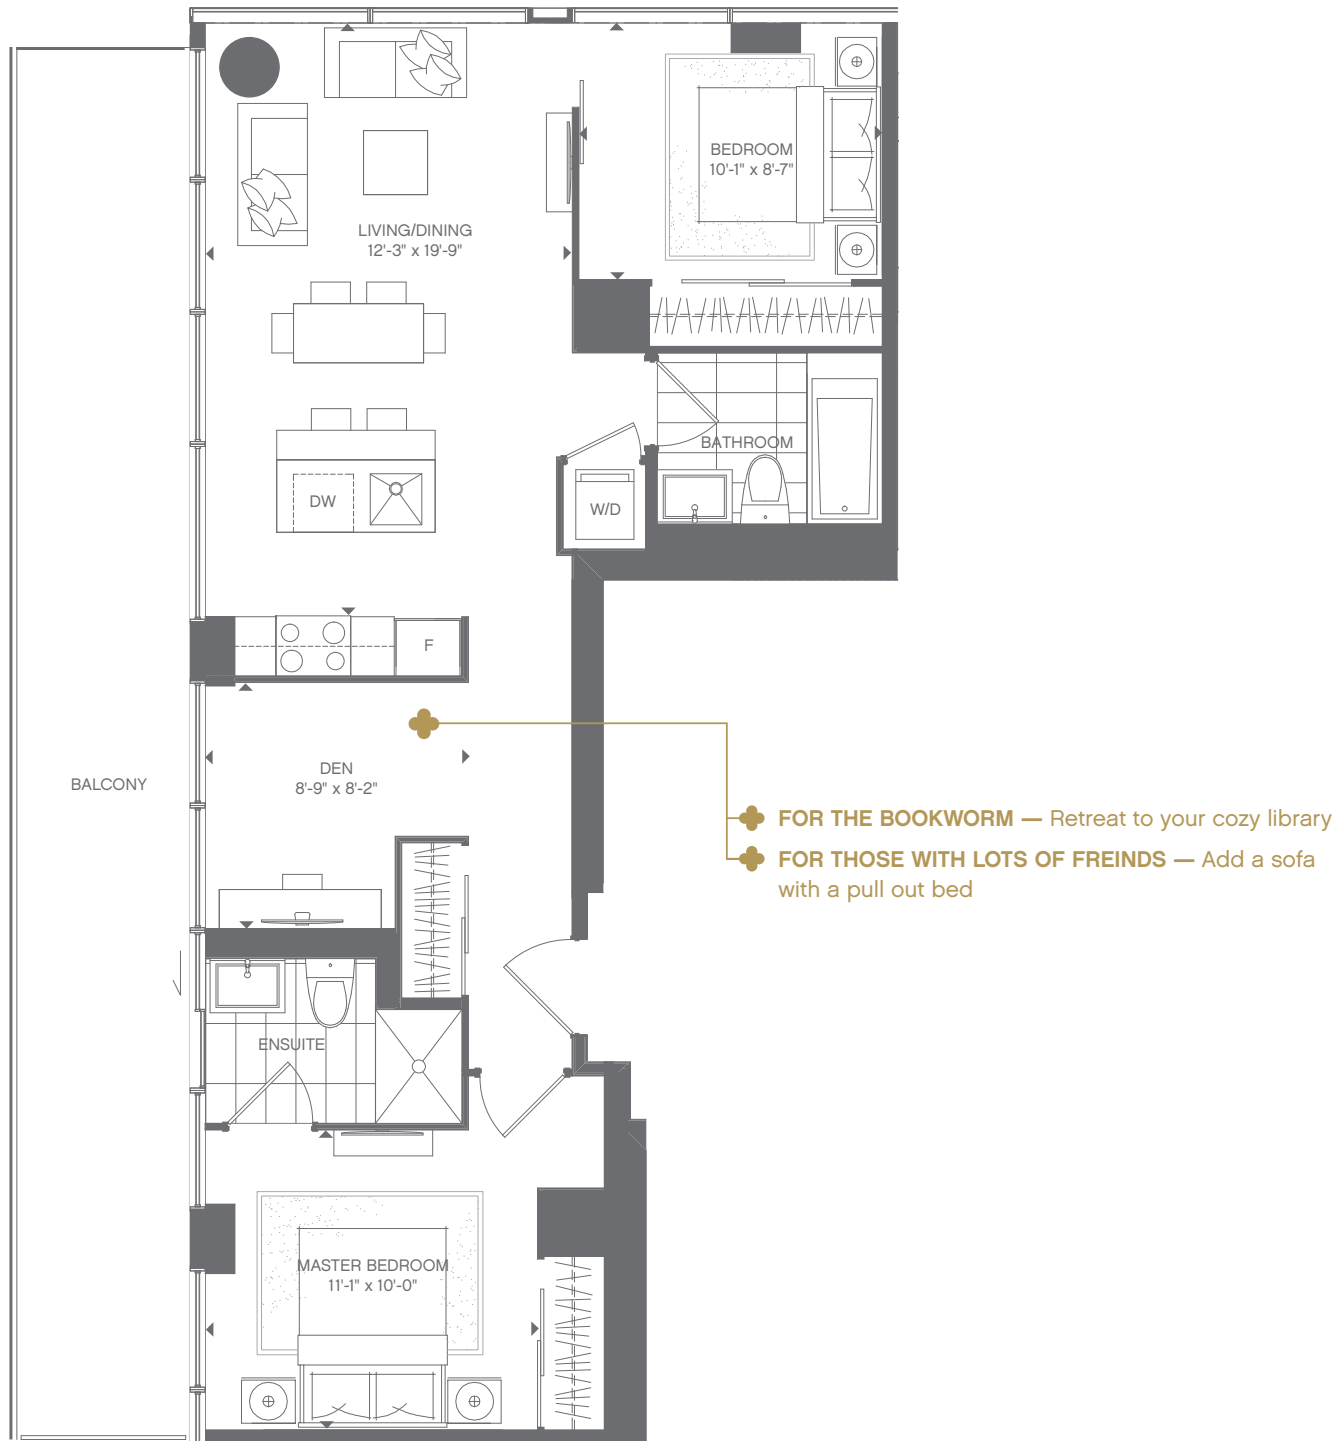 BEDROOM
10'-1" x 8'-7"
LIVING/DINING
12'-3" x 19'-9"
BATHROOM
DW
W/D
F
DEN
8'-9" x 8'-2"
BALCONY
FOR THE BOOKWORM — Retreat to your cozy library
FOR THOSE WITH LOTS OF FREINDS — Add a sofa
with a pull out bed
ENSUITE
MASTER BEDROOM
11'-1" x 10'-0"